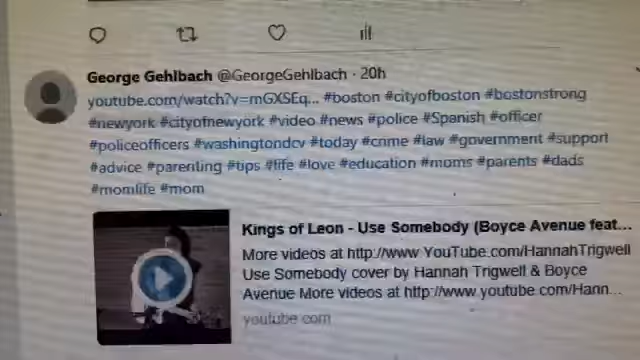 George Gehlbach @GeorgeGehlbach · 20h
youtube.com/watch?v=mGXSEq... #boston #cityofboston #bostonstrong
#newyork #cityofnewyork #video #news #police #Spanish #officer
#policeofficers #washingtondcv #today #crime #law #government #support
#advice #parenting #tips #life #love #education #moms #parents #dads
#momlife #mom
Kings of Leon - Use Somebody (Boyce Avenue feat...
More videos at http://www.YouTube.com/HannahTrigwell
Use Somebody cover by Hannah Trigwell & Boyce
Avenue More videos at http://www.youtube.com/Hann...
youtube.com